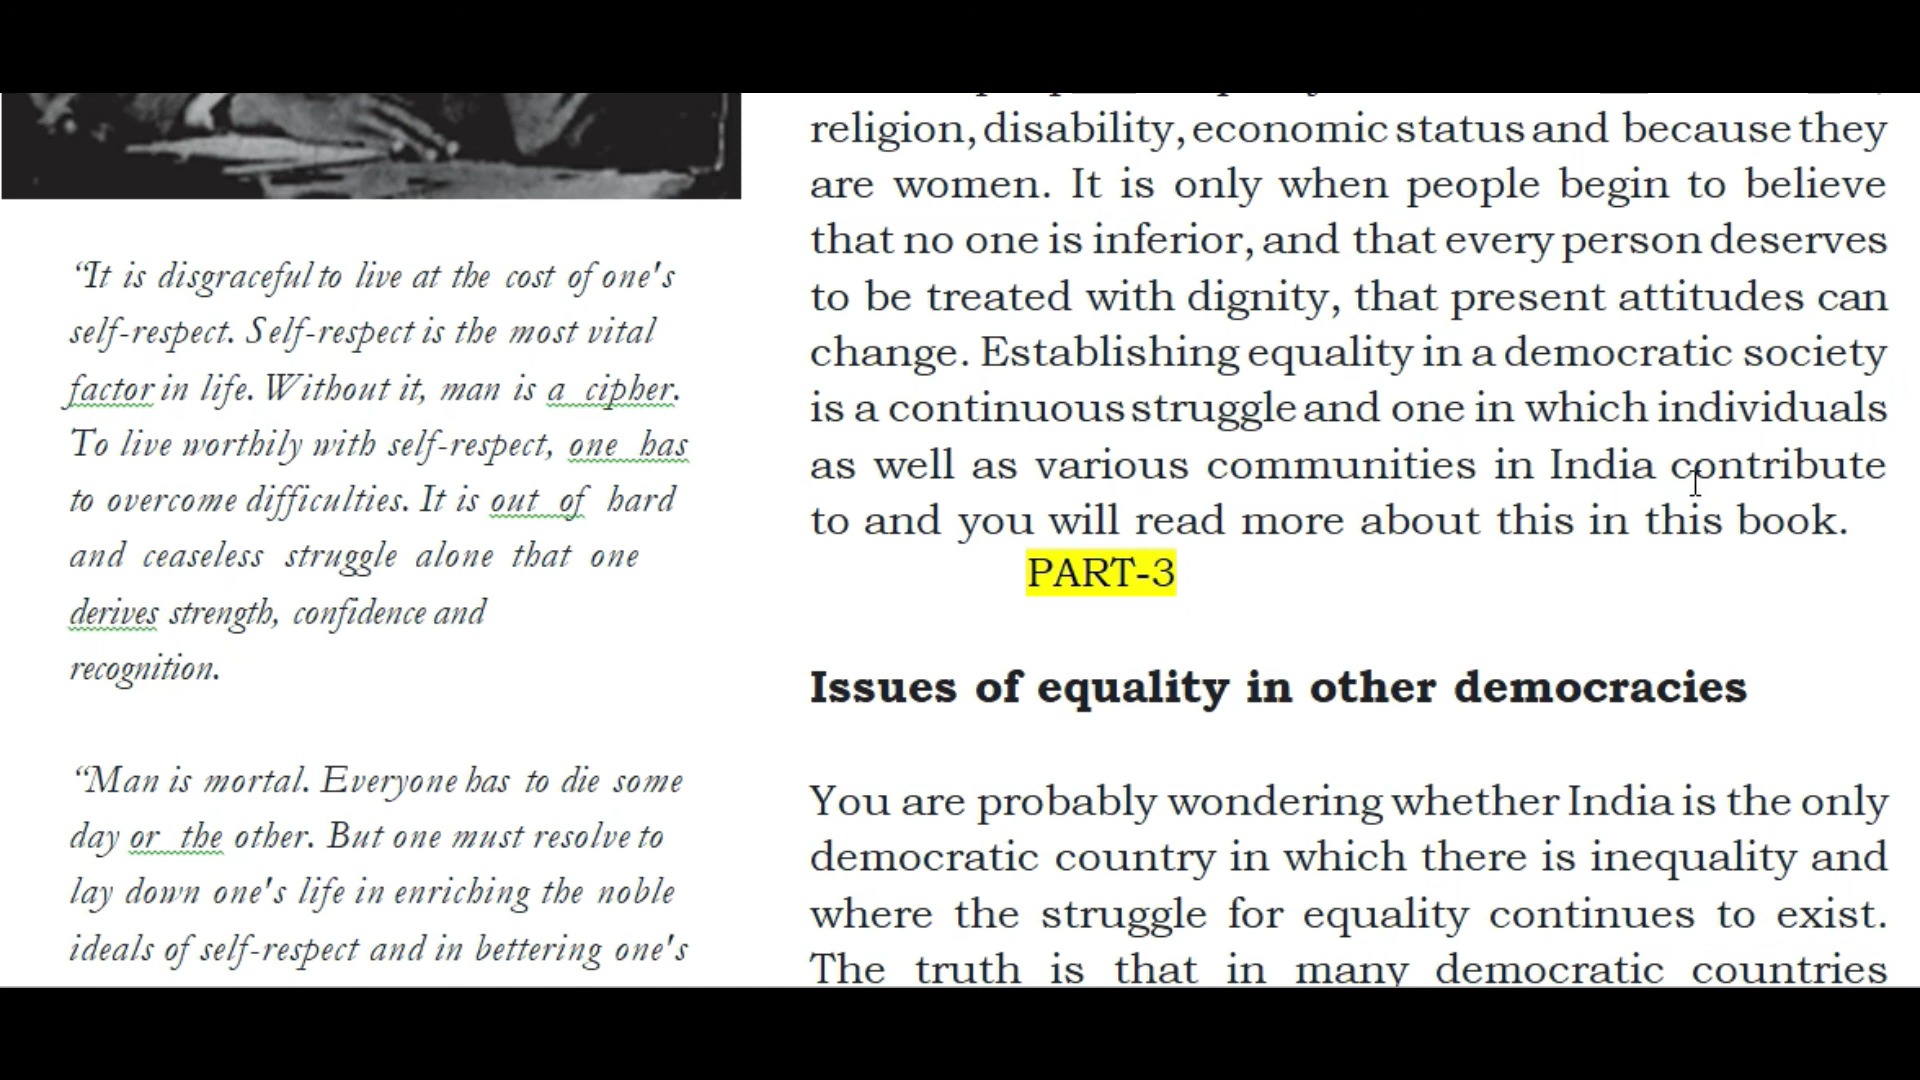 “It is disgraceful to live at the cost of one's
self-respect. Self-respect is the most vital
factor in life. Without it, man is a cipher.
To live worthily with self-respect, one has
to overcome difficulties. It is out of hard
and ceaseless struggle alone that one
derives strength, confidence and
recognition.
“Man is mortal. Everyone has to die some
day or the other. But one must resolve to
lay down one's life in enriching the noble
ideals of self-respect and in bettering one's
religion, disability, economic status and because they
are women. It is only when people begin to believe
that no one is inferior, and that every person deserves
to be treated with dignity, that present attitudes can
change. Establishing equality in a democratic society
is a continuous struggle and one in which individuals
as well as various communities in India contribute
to and you will read more about this in this book.
PART-3
Issues of equality in other democracies
You are probably wondering whether India is the only
democratic country in which there is inequality and
where the struggle for equality continues to exist.
The truth is that in many democratic countries